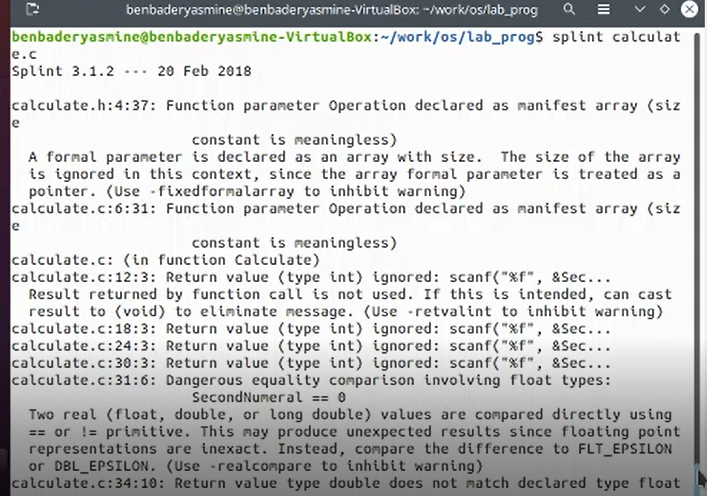 benbaderyasmine@benbaderyasmine-VirtualBox: ~/work/os/lab_prog
benbaderyasmine@benbaderyasmine-VirtualBox:~/work/os/lab_prog$ splint calculat
e.c
Splint 3.1.2 --- 20 Feb 2018
calculate.h:4:37: Function parameter Operation declared as manifest array (siz
e
constant is meaningless)
A formal parameter is declared as an array with size.  The size of the array
is ignored in this context, since the array formal parameter is treated as a
pointer. (Use -fixedformalarray to inhibit warning)
calculate.c:6:31: Function parameter Operation declared as manifest array (siz
e
constant is meaningless)
calculate.c: (in function Calculate)
calculate.c:12:3: Return value (type int) ignored: scanf("%f", &Sec...
Result returned by function call is not used. If this is intended, can cast
result to (void) to eliminate message. (Use -retvalint to inhibit warning)
calculate.c:18:3: Return value (type int) ignored: scanf("%f", &Sec...
calculate.c:24:3: Return value (type int) ignored: scanf("%f", &Sec...
calculate.c:30:3: Return value (type int) ignored: scanf("%f", &Sec...
calculate.c:31:6: Dangerous equality comparison involving float types:
SecondNumeral == 0
Two real (float, double, or long double) values are compared directly using
== or != primitive. This may produce unexpected results since floating point
representations are inexact. Instead, compare the difference to FLT_EPSILON
or DBL_EPSILON. (Use -realcompare to inhibit warning)
calculate.c:34:10: Return value type double does not match declared type float